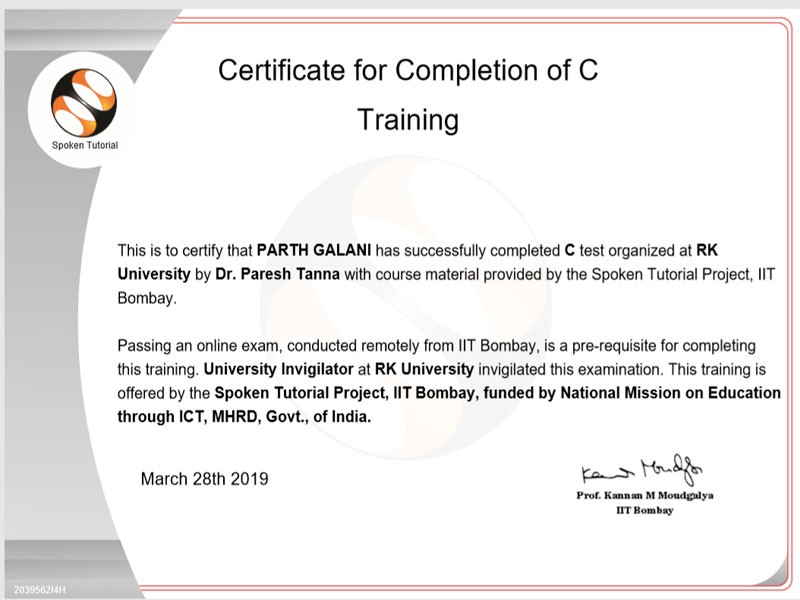 Certificate for Completion of C
Training
Spoken Tutorial
This is to certify that PARTH GALANI has successfully completed C test organized at RK
University by Dr. Paresh Tanna with course material provided by the Spoken Tutorial Project, IIT
Bombay.
Passing an online exam, conducted remotely from IIT Bombay, is a pre-requisite for completing
this training. University Invigilator at RK University invigilated this examination. This training is
offered by the Spoken Tutorial Project, IIT Bombay, funded by National Mission on Education
through ICT, MHRD, Govt., of India.
March 28th 2019
Kannan Moudgalya
Prof. Kannan M Moudgalya
IIT Bombay
2039562I4H